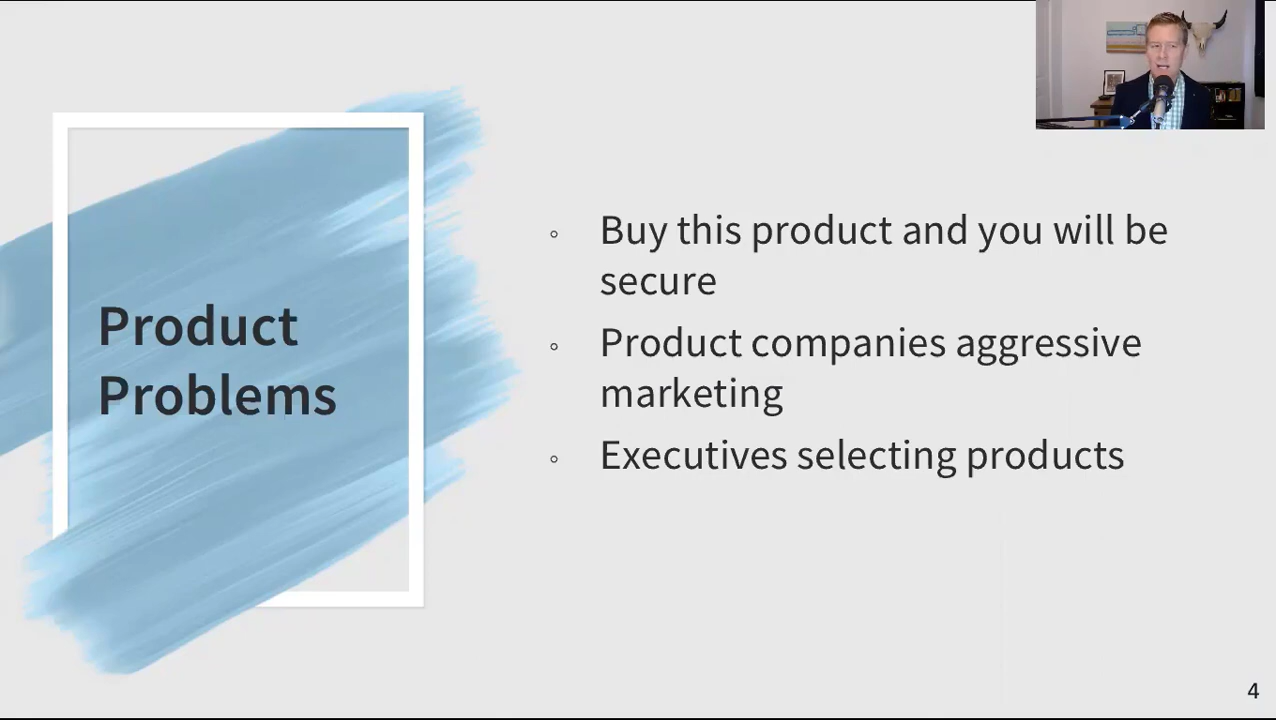 Product
Problems
Buy this product and you will be
secure
Product companies aggressive
marketing
Executives selecting products
4